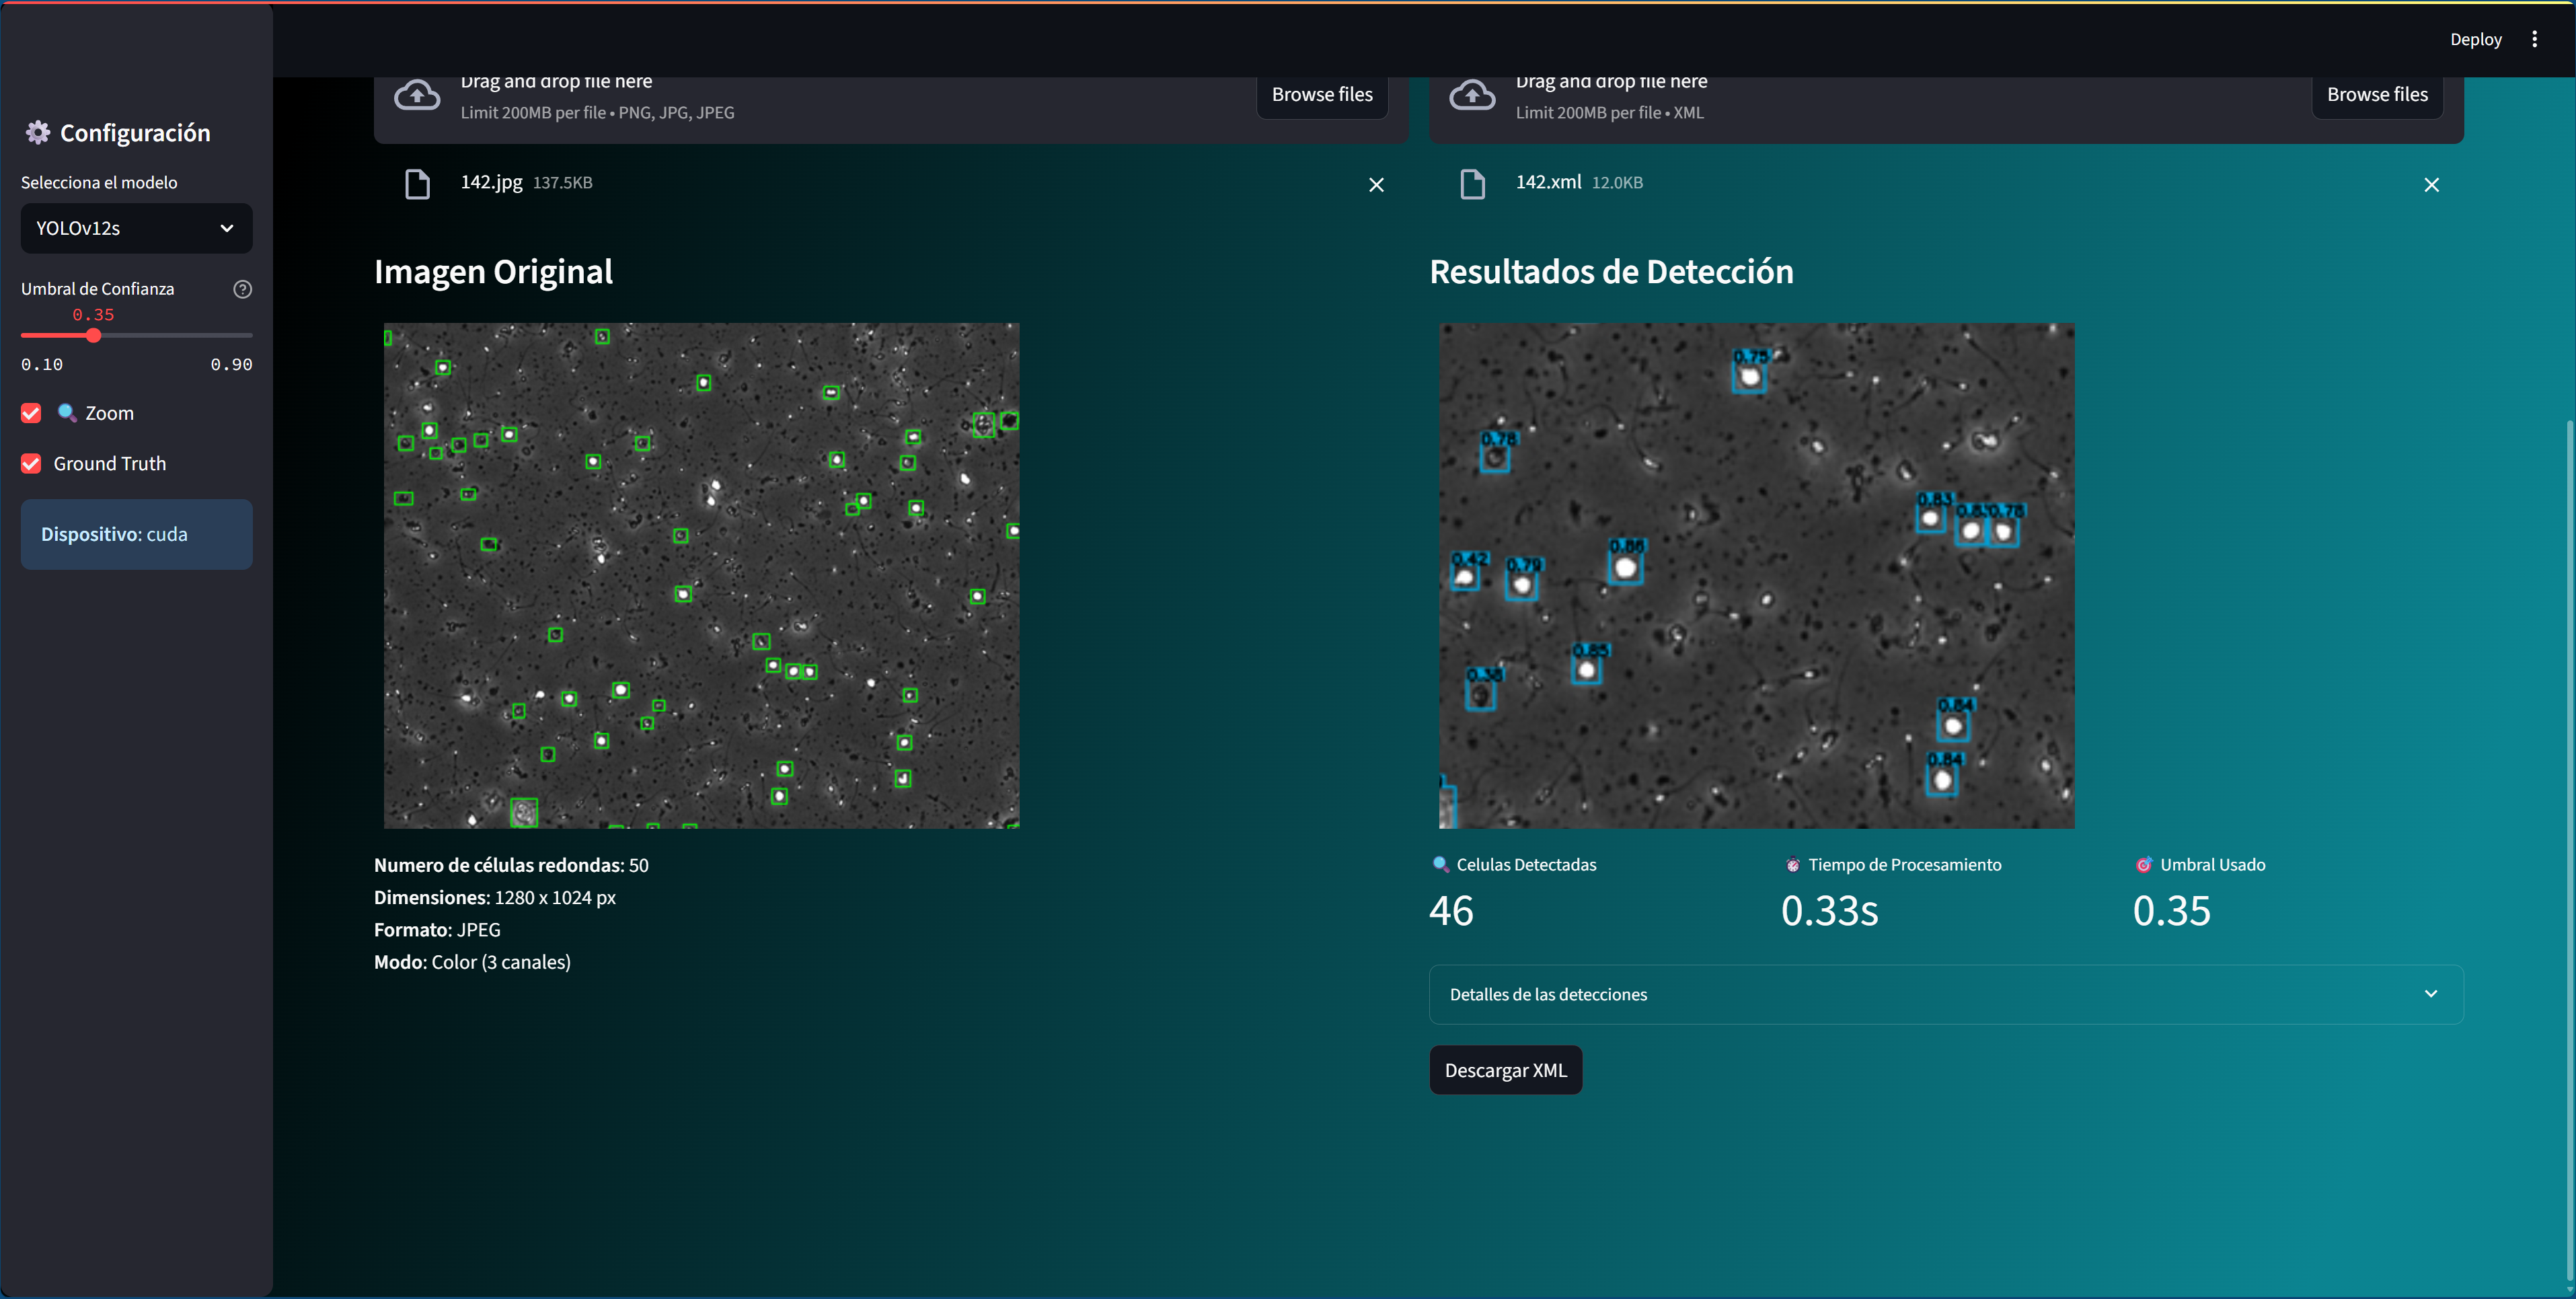 Deploy
Configuración
Selecciona el modelo
YOLOv12s
Umbral de Confianza
0.35
0.10 0.90
Zoom
Ground Truth
Dispositivo: cuda
Drag and drop file here
Limit 200MB per file • PNG, JPG, JPEG
Browse files
142.jpg 137.5KB
Drag and drop file here
Limit 200MB per file • XML
Browse files
142.xml 12.0KB
Imagen Original
Numero de células redondas: 50
Dimensiones: 1280 x 1024 px
Formato: JPEG
Modo: Color (3 canales)
Resultados de Detección
0.75
0.78
0.83
0.78
0.42
0.79
0.86
0.85
0.84
0.84
Celulas Detectadas
46
Tiempo de Procesamiento
0.33s
Umbral Usado
0.35
Detalles de las detecciones
Descargar XML